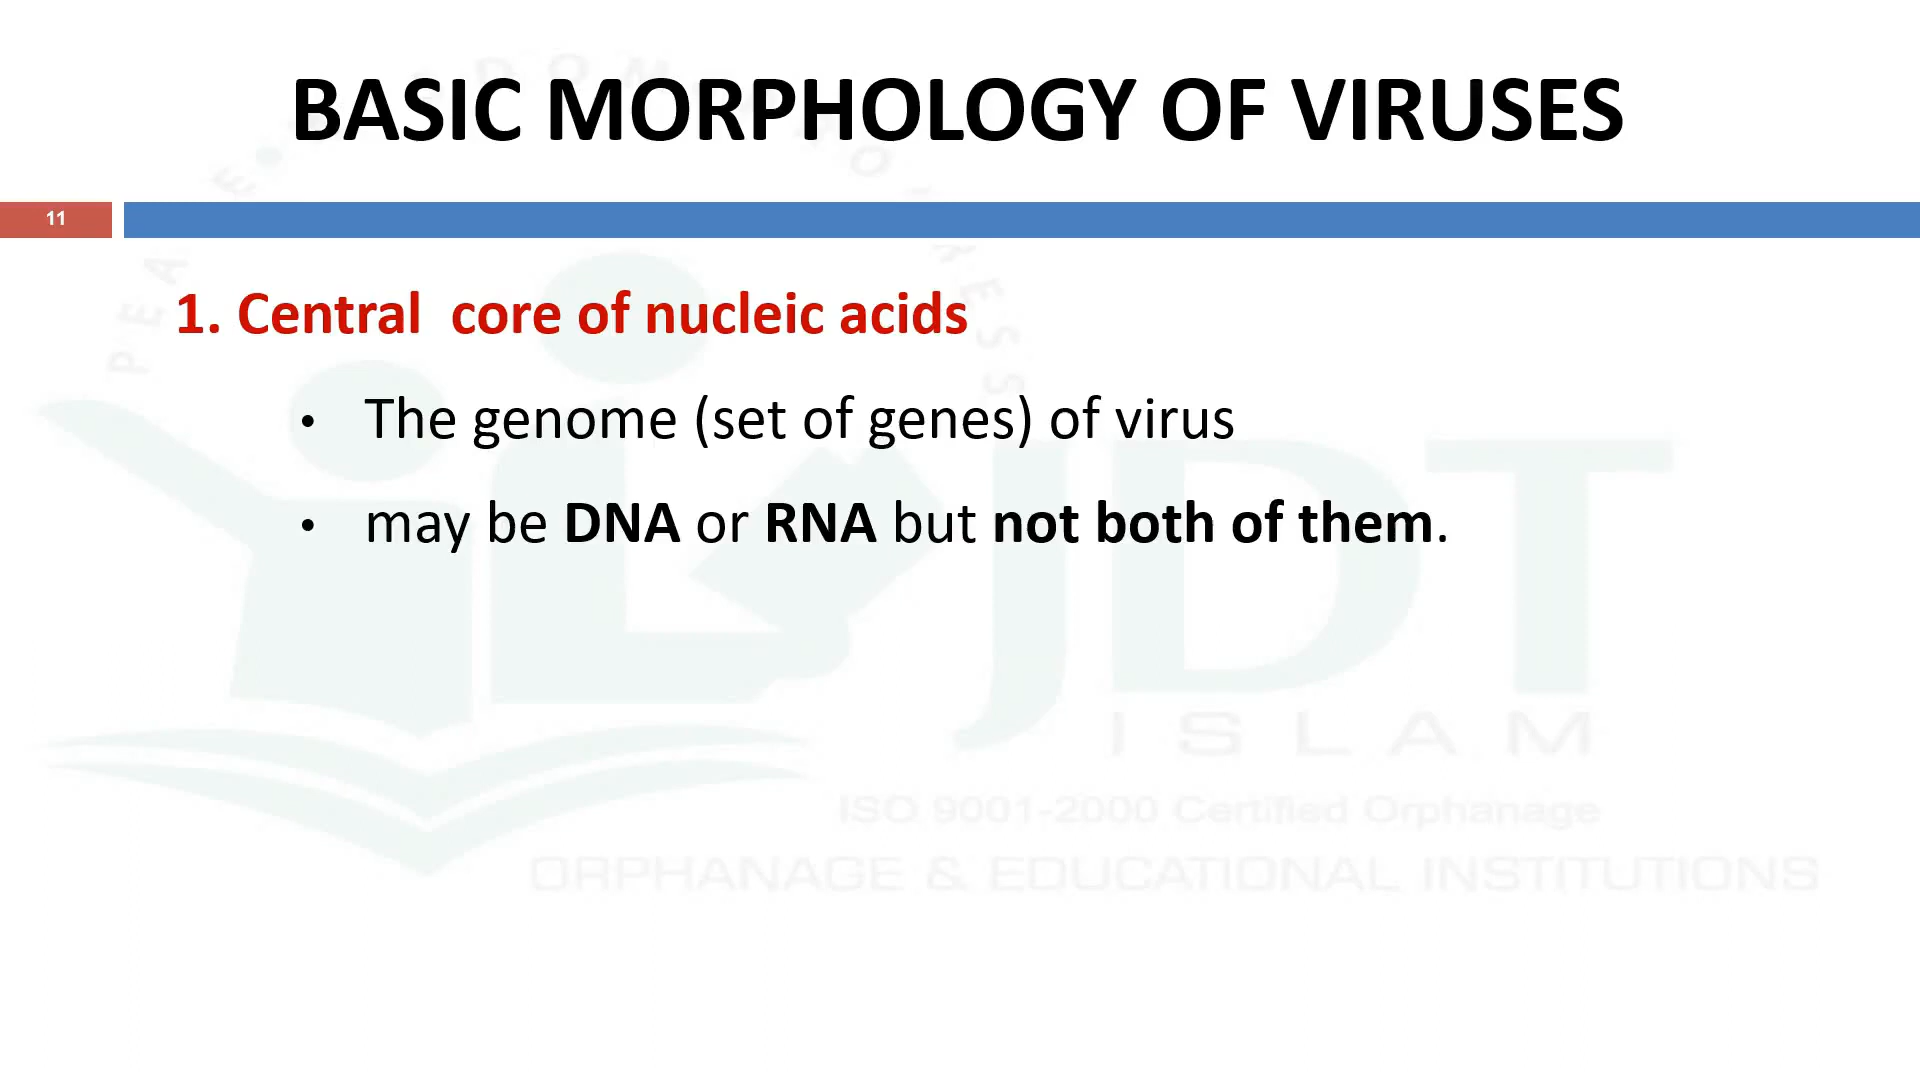 BASIC MORPHOLOGY OF VIRUSES
11
1. Central core of nucleic acids
• The genome (set of genes) of virus
• may be DNA or RNA but not both of them.
JDT
ISLAM
ISO 9001-2000 Certified Orphanage
ORPHANAGE & EDUCATIONAL INSTITUTIONS